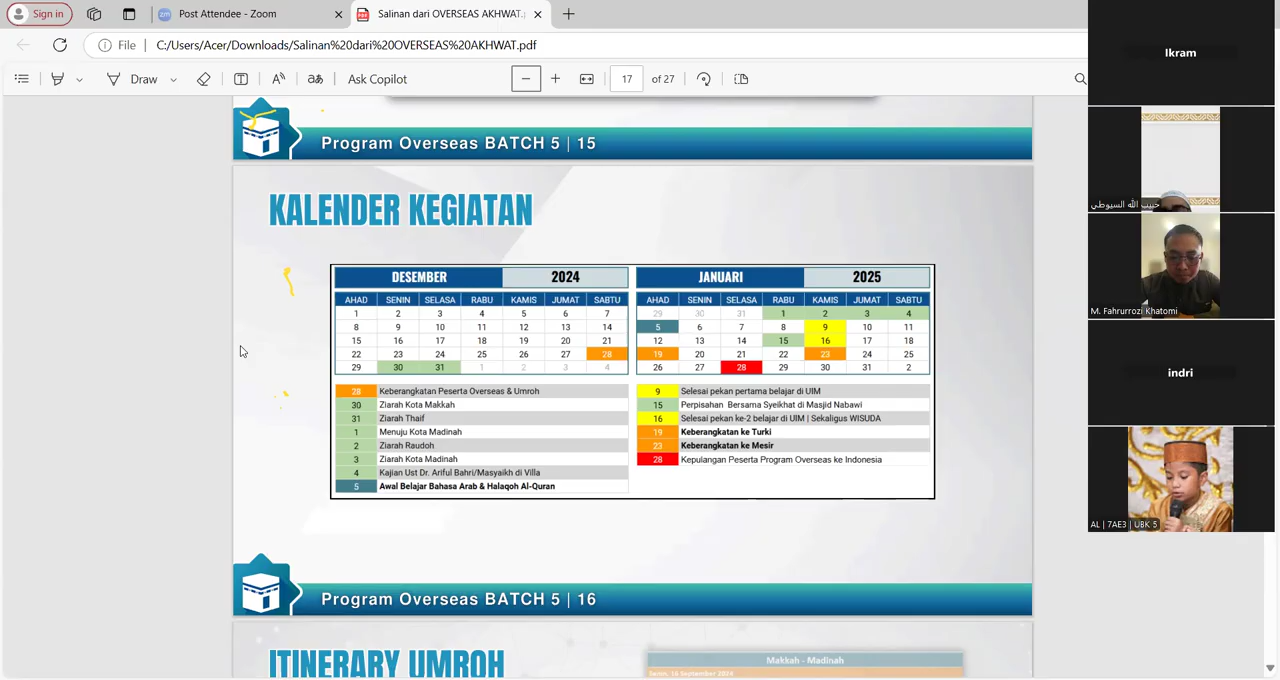 Sign in
Post Attendee - Zoom
Salinan dari OVERSEAS AKHWAT.
File
C:/Users/Acer/Downloads/Salinan%20dari%20OVERSEAS%20AKHWAT.pdf
Draw
Ask Copilot
17 of 27
Program Overseas BATCH 5 | 15
KALENDER KEGIATAN
DESEMBER 2024
AHAD SENIN SELASA RABU KAMIS JUMAT SABTU
1 2 3 4 5 6 7
8 9 10 11 12 13 14
15 16 17 18 19 20 21
22 23 24 25 26 27 28
29 30 31 1 2 3 4
28 Keberangkatan Peserta Overseas & Umroh
30 Ziarah Kota Makkah
31 Ziarah Thaif
1 Menuju Kota Madinah
2 Ziarah Raudoh
3 Ziarah Kota Madinah
4 Kajian Ust Dr. Ariful Bahri/Masyaikh di Villa
5 Awal Belajar Bahasa Arab & Halaqoh Al-Quran
JANUARI 2025
AHAD SENIN SELASA RABU KAMIS JUMAT SABTU
29 30 31 1 2 3 4
5 6 7 8 9 10 11
12 13 14 15 16 17 18
19 20 21 22 23 24 25
26 27 28 29 30 31 2
9 Selesai pekan pertama belajar di UIM
15 Perpisahan Bersama Syeikhat di Masjid Nabawi
16 Selesai pekan ke-2 belajar di UIM | Sekaligus WISUDA
19 Keberangkatan ke Turki
23 Keberangkatan ke Mesir
28 Kepulangan Peserta Program Overseas ke Indonesia
Program Overseas BATCH 5 | 16
ITINERARY UMROH
Makkah - Madinah
Senin, 16 September 2024
Ikram
حبيب الله السيوطي
M. Fahrurrozi Khatomi
indri
AL | 7AE3 | UBK 5